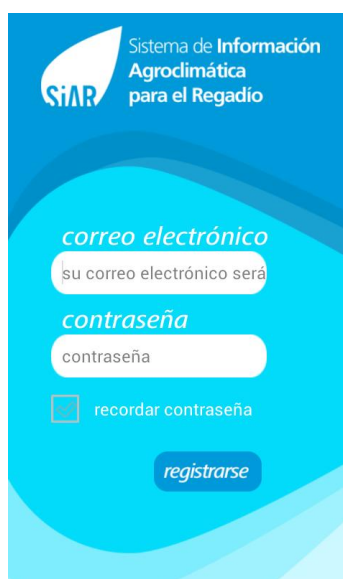 Sistema de Información
Agroclimática
para el Regadío
SiAR
correo electrónico
su correo electrónico será
contraseña
contraseña
recordar contraseña
registrarse